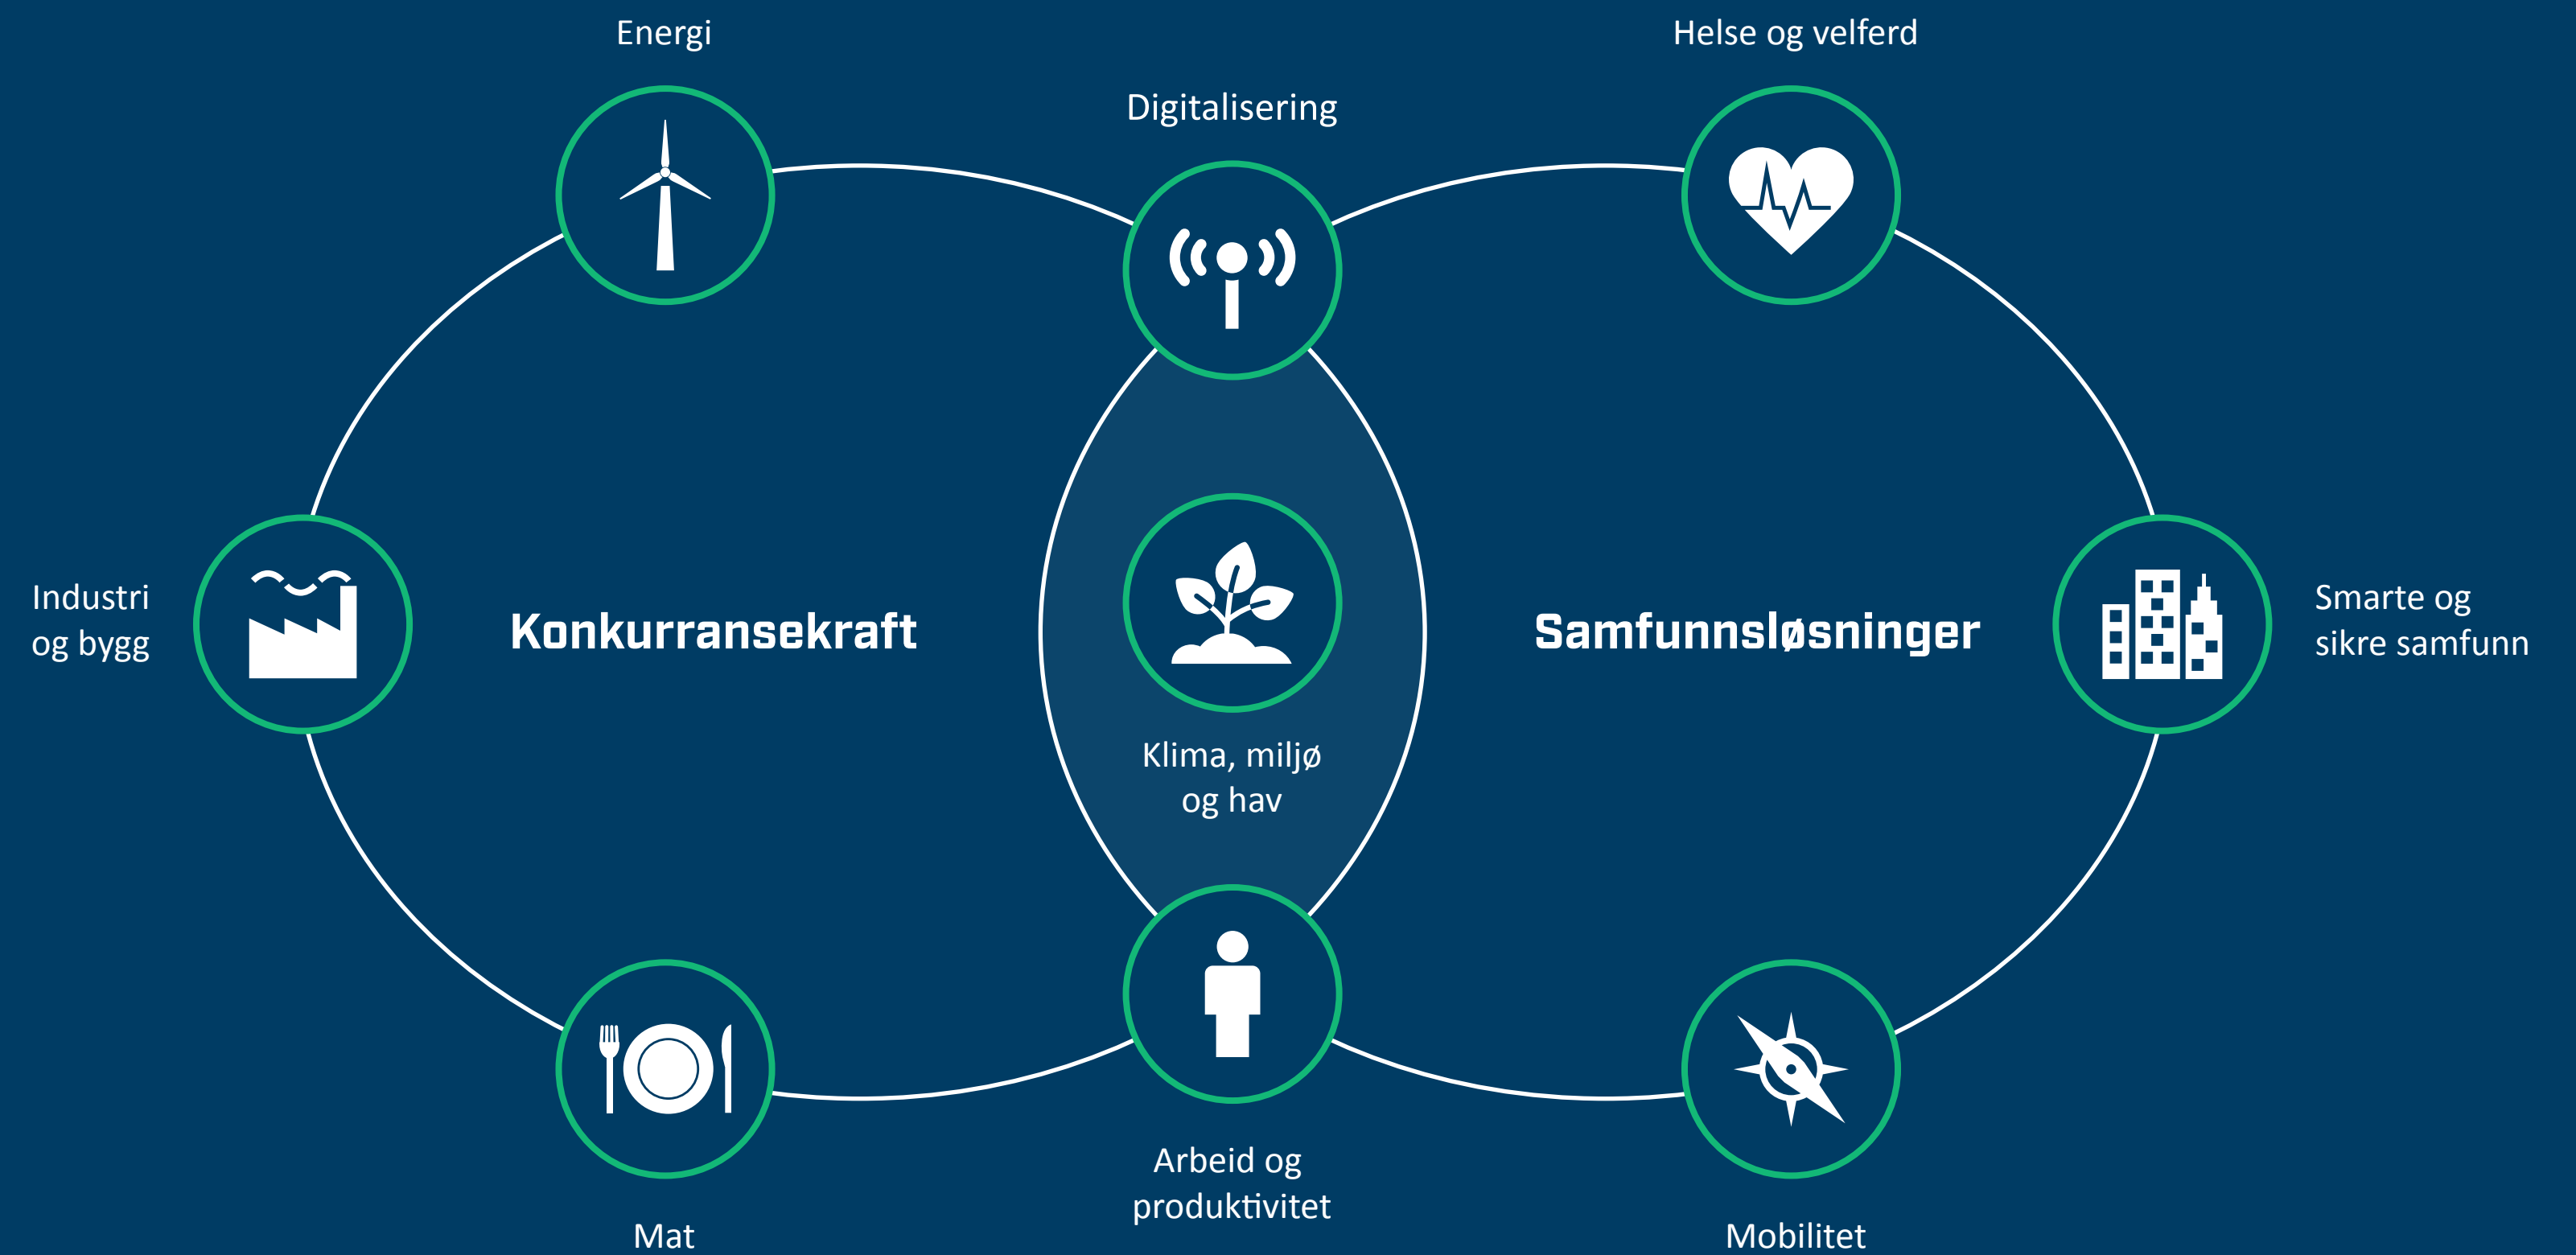 Energi
Helse og velferd
Digitalisering
Industri
og bygg
Konkurransekraft
Samfunnsløsninger
Smarte og
sikre samfunn
Klima, miljø
og hav
Arbeid og
produktivitet
Mat
Mobilitet